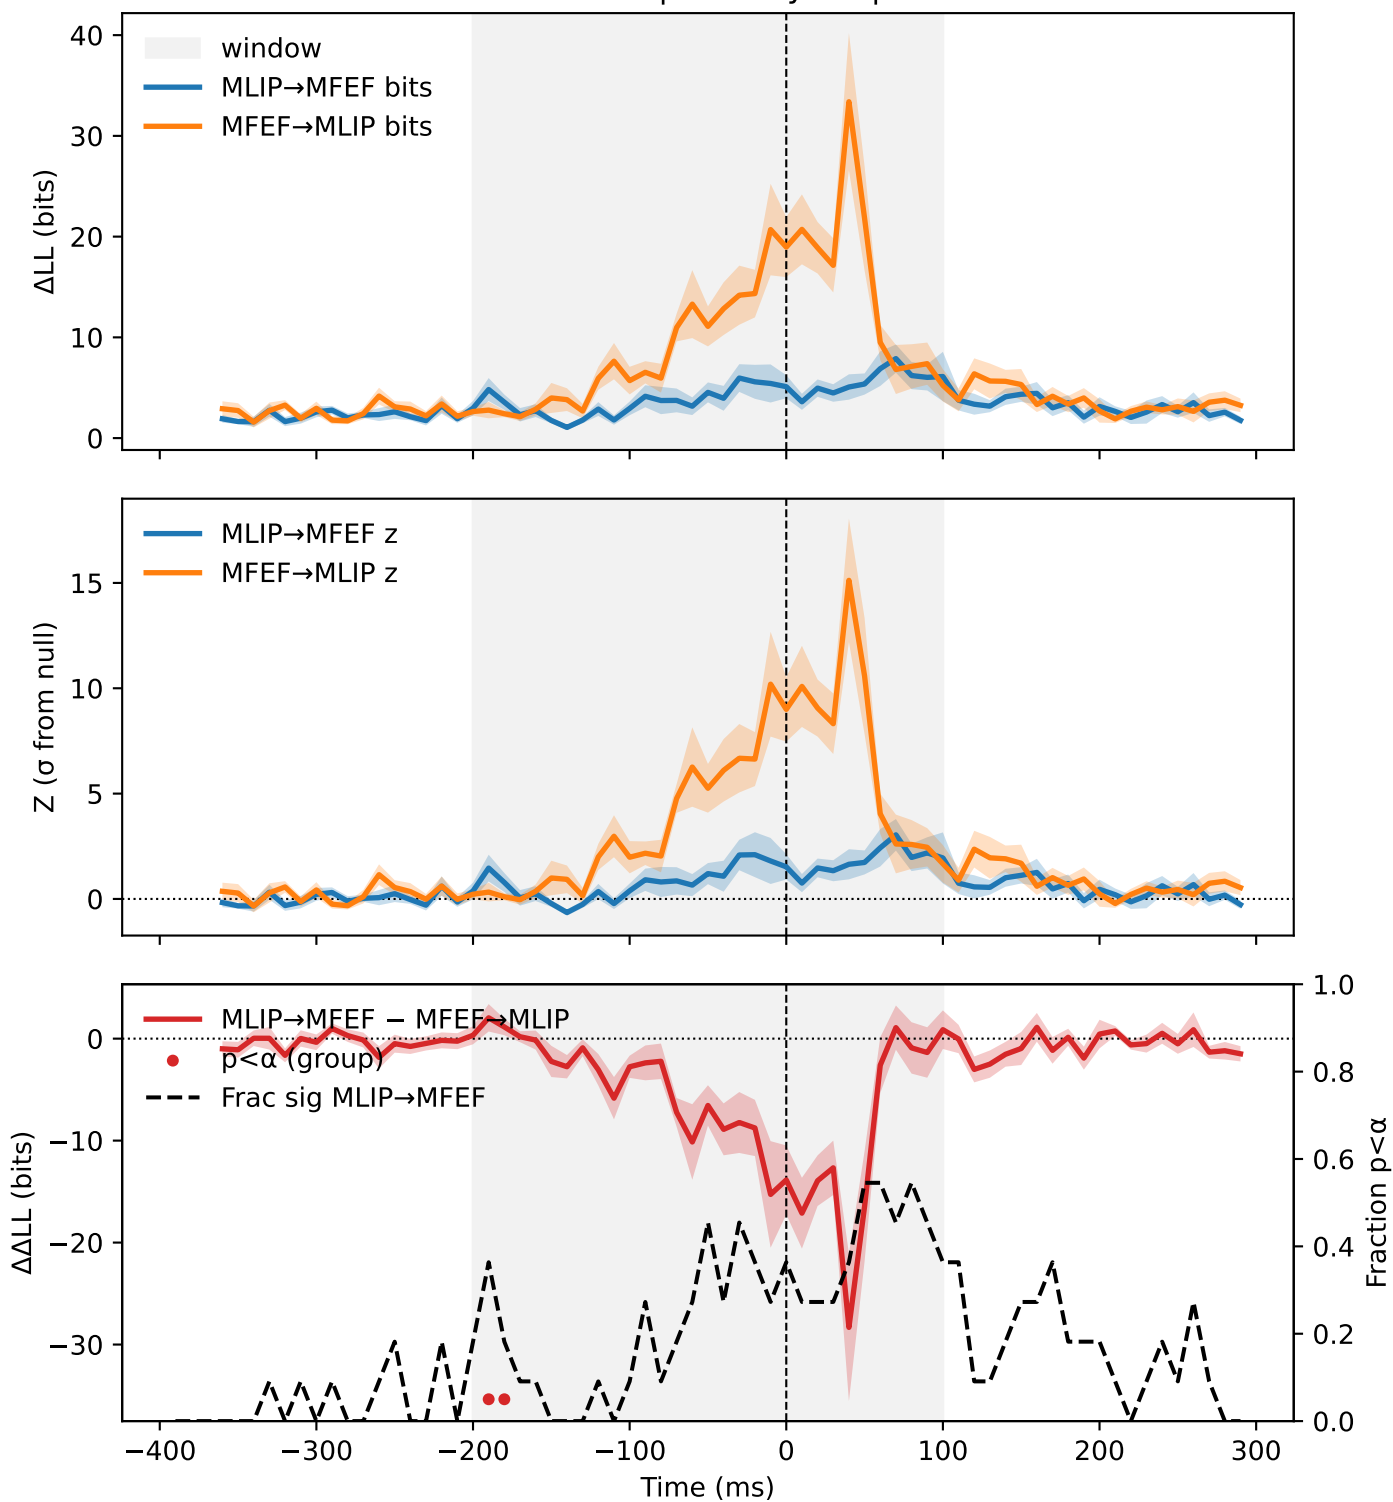 window
MLIP→MFEF bits
MFEF→MLIP bits
ΔLL (bits)
40
30
20
10
0
MLIP→MFEF z
MFEF→MLIP z
Z (σ from null)
15
10
5
0
MLIP→MFEF − MFEF→MLIP
p<α (group)
Frac sig MLIP→MFEF
ΔΔLL (bits)
0
−10
−20
−30
1.0
0.8
0.6
0.4
0.2
0.0
Fraction p<α
−400 −300 −200 −100 0 100 200 300
Time (ms)